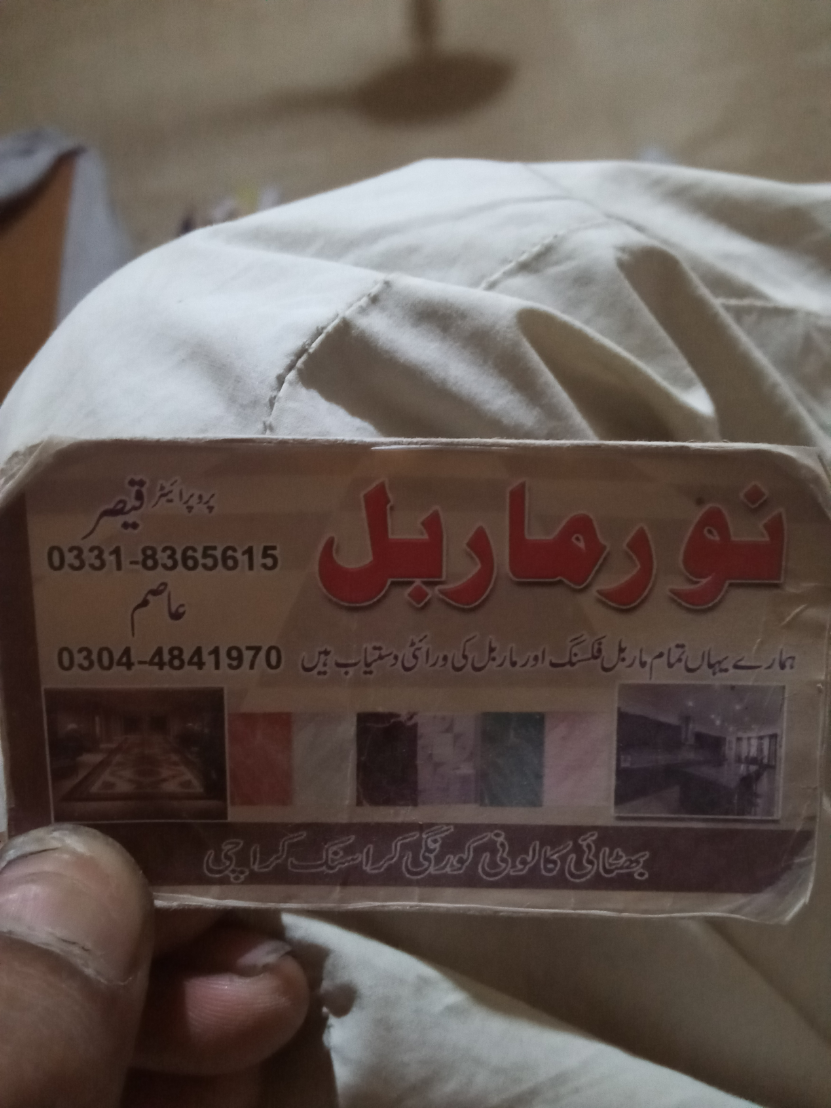 نور ماربل
پروپرائیٹر قیصر
0331-8365615
عاصم
0304-4841970
ہمارے یہاں تمام ماربل فکسنگ اور ماربل کی ورائٹی دستیاب ہیں
بھٹائی کالونی کورنگی کراسنگ کراچی